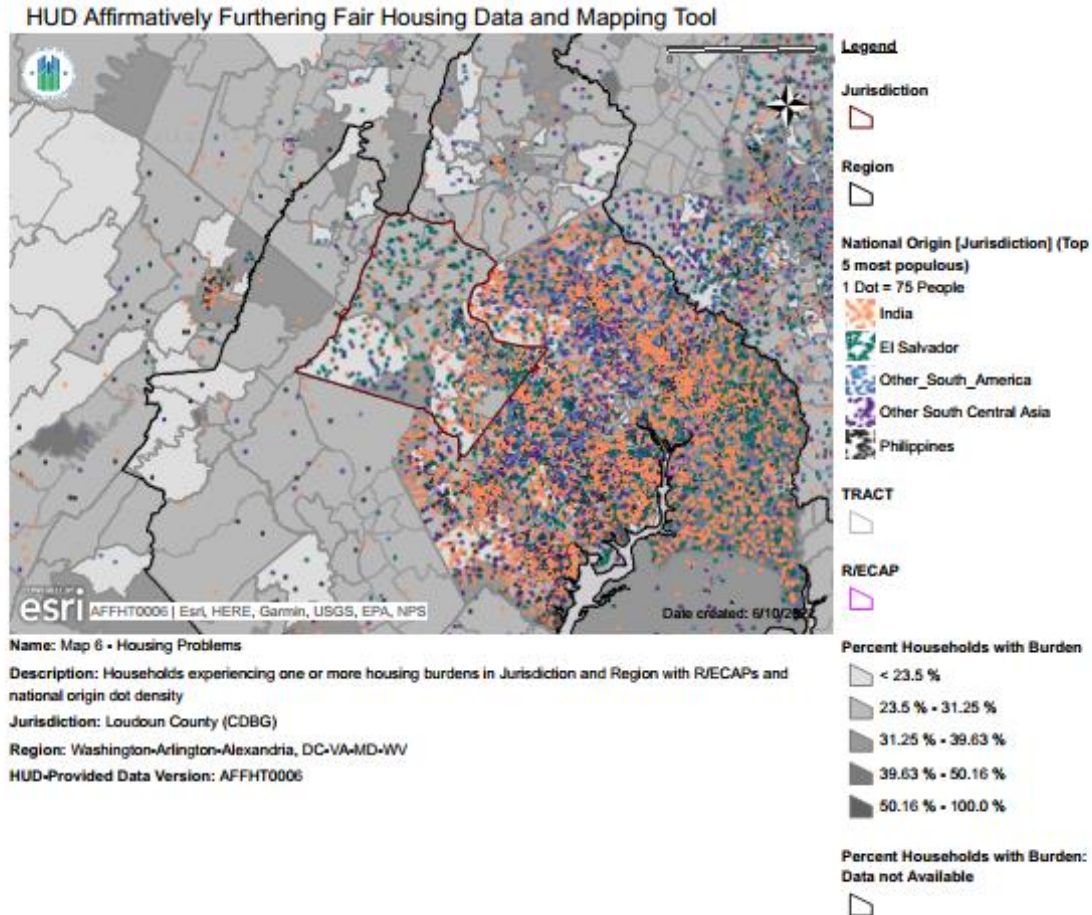 HUD Affirmatively Furthering Fair Housing Data and Mapping Tool
Legend
Jurisdiction
Region
National Origin [Jurisdiction] (Top
5 most populous)
1 Dot = 75 People
India
El Salvador
Other_South_America
Other South Central Asia
Philippines
TRACT
R/ECAP
esri
AFFHT0006 | Esri, HERE, Garmin, USGS, EPA, NPS
Date created:
Name: Map 6 - Housing Problems
Description: Households experiencing one or more housing burdens in Jurisdiction and Region with R/ECAPs and
national origin dot density
Jurisdiction: Loudoun County (CDBG)
Region: Washington-Arlington-Alexandria, DC-VA-MD-WV
HUD-Provided Data Version: AFFHT0006
Percent Households with Burden
< 23.5 %
23.5 % - 31.25 %
31.25 % - 39.63 %
39.63 % - 50.16 %
50.16 % - 100.0 %
Percent Households with Burden:
Data not Available